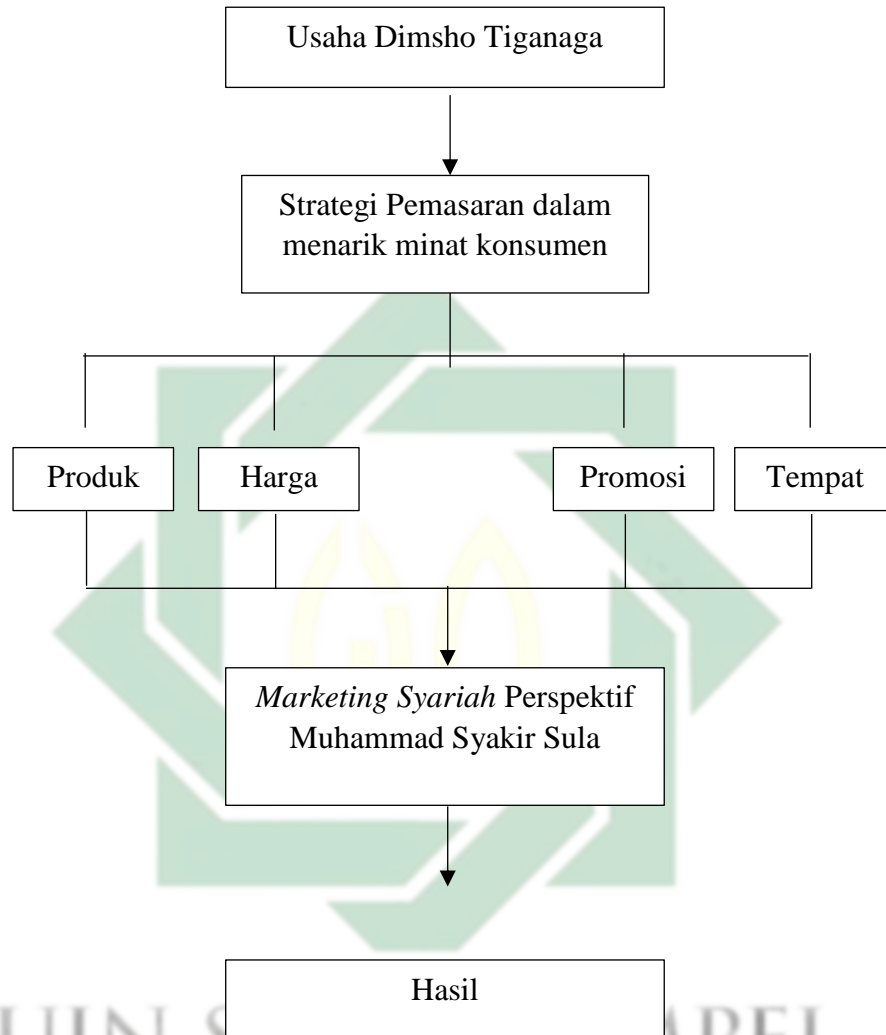 Usaha Dimsho Tiganaga
Strategi Pemasaran dalam
menarik minat konsumen
Produk
Harga
Promosi
Tempat
Marketing Syariah Perspektif
Muhammad Syakir Sula
Hasil
UIN